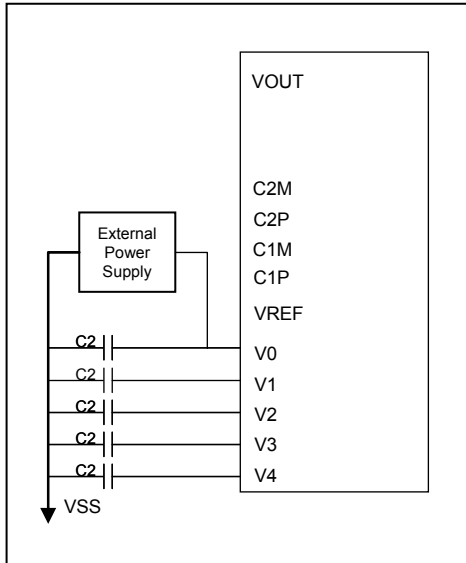 VOUT
C2M
C2P
C1M
C1P
VREF
External
Power
Supply
C2
V0
C2
V1
C2
V2
C2
V3
C2
V4
VSS